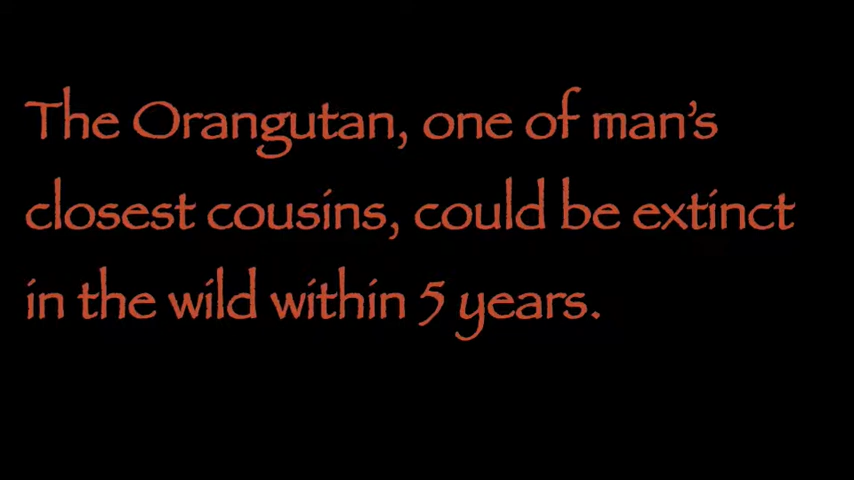 The Orangutan, one of man’s
closest cousins, could be extinct
in the wild within 5 years.